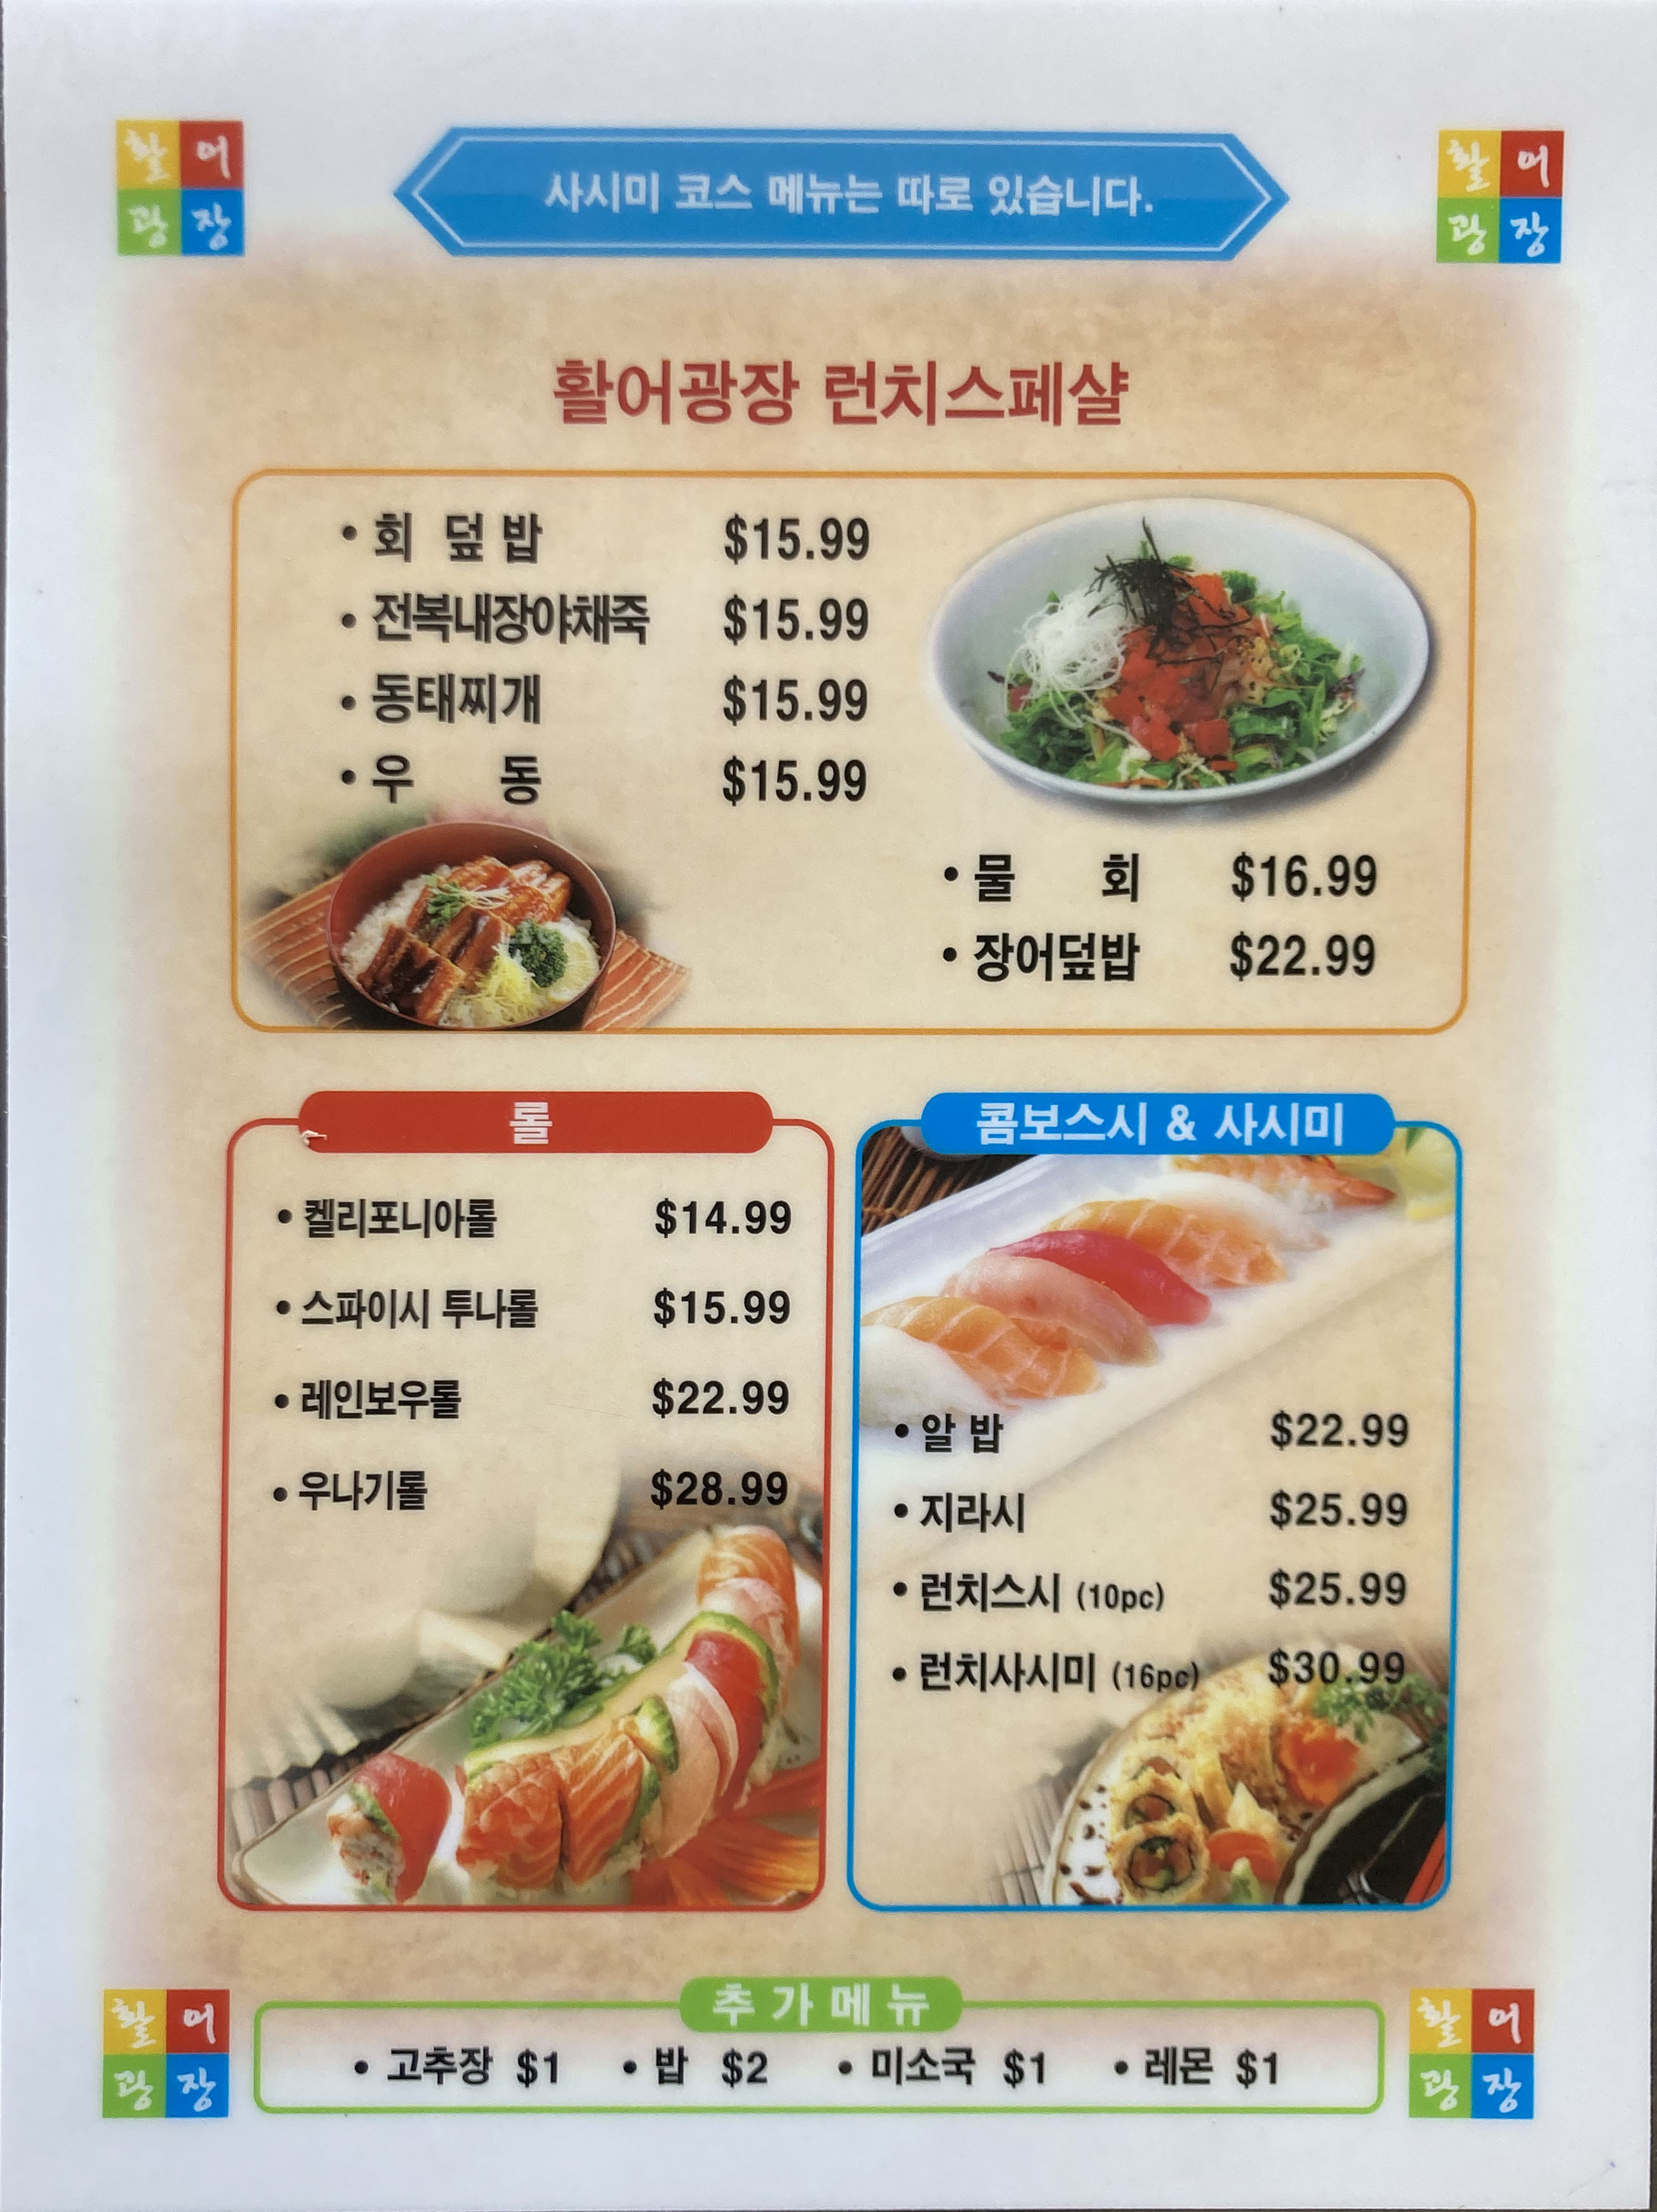 활어
광장
사시미 코스 메뉴는 따로 있습니다.
활어
광장
활어광장 런치스페샬
• 회 덮 밥 $15.99
• 전복내장야채죽 $15.99
• 동태찌개 $15.99
• 우 동 $15.99
• 물 회 $16.99
• 장어덮밥 $22.99
롤
• 켈리포니아롤 $14.99
• 스파이시 투나롤 $15.99
• 레인보우롤 $22.99
• 우나기롤 $28.99
콤보스시 & 사시미
• 알 밥 $22.99
• 지라시 $25.99
• 런치스시 (10pc) $25.99
• 런치사시미 (16pc) $30.99
추 가 메 뉴
• 고추장 $1 • 밥 $2 • 미소국 $1 • 레몬 $1
활어
광장
활어
광장